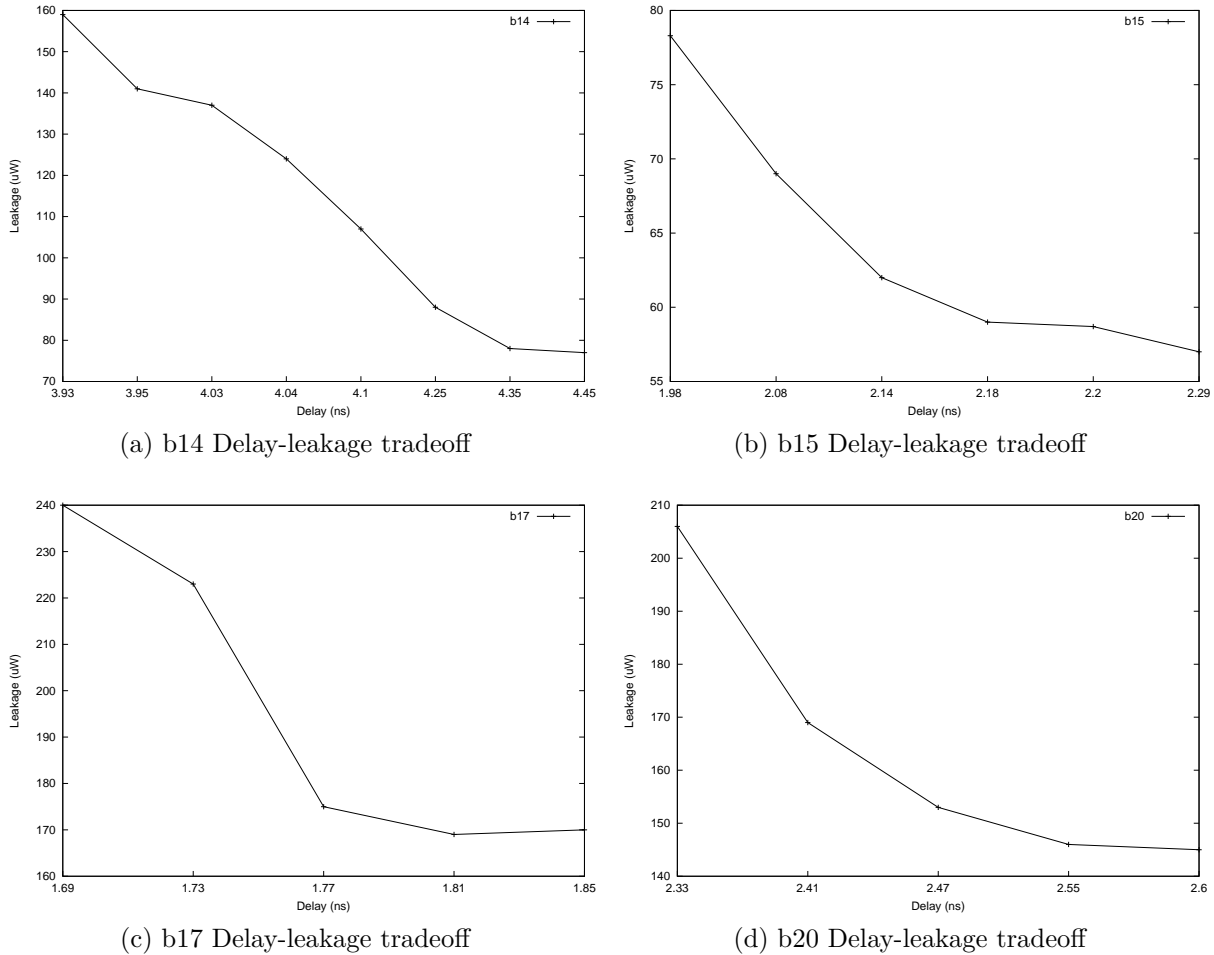 b14
160
150
140
130
120
110
100
90
80
70
Leakage (uW)
3.93 3.95 4.03 4.04 4.1 4.25 4.35 4.45
Delay (ns)
(a) b14 Delay-leakage tradeoff
b15
80
75
70
65
60
55
Leakage (uW)
1.98 2.08 2.14 2.18 2.2 2.29
Delay (ns)
(b) b15 Delay-leakage tradeoff
b17
240
230
220
210
200
190
180
170
160
Leakage (uW)
1.69 1.73 1.77 1.81 1.85
Delay (ns)
(c) b17 Delay-leakage tradeoff
b20
210
200
190
180
170
160
150
140
Leakage (uW)
2.33 2.41 2.47 2.55 2.6
Delay (ns)
(d) b20 Delay-leakage tradeoff